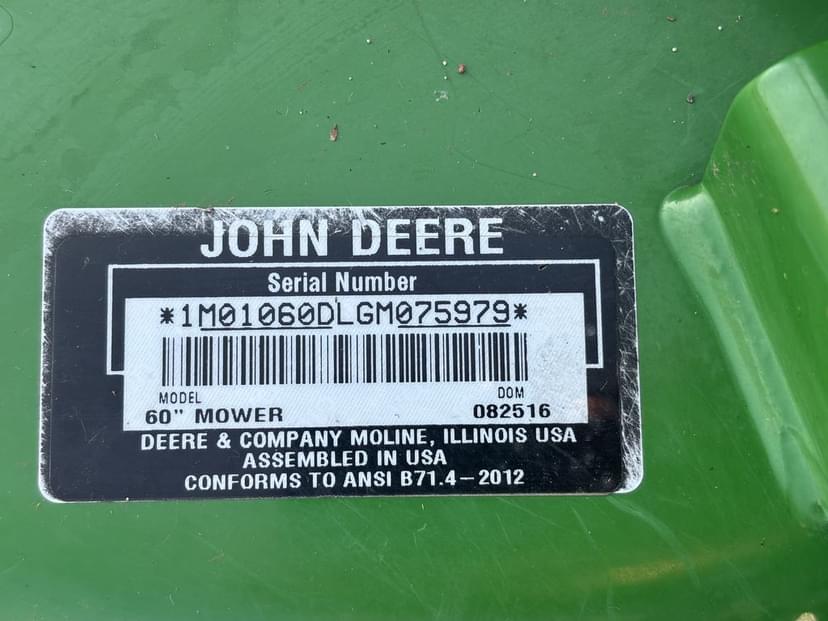 JOHN DEERE
Serial Number
*1M01060DLGM075979*
MODEL DOM
60" MOWER 082516
DEERE & COMPANY MOLINE, ILLINOIS USA
ASSEMBLED IN USA
CONFORMS TO ANSI B71.4-2012